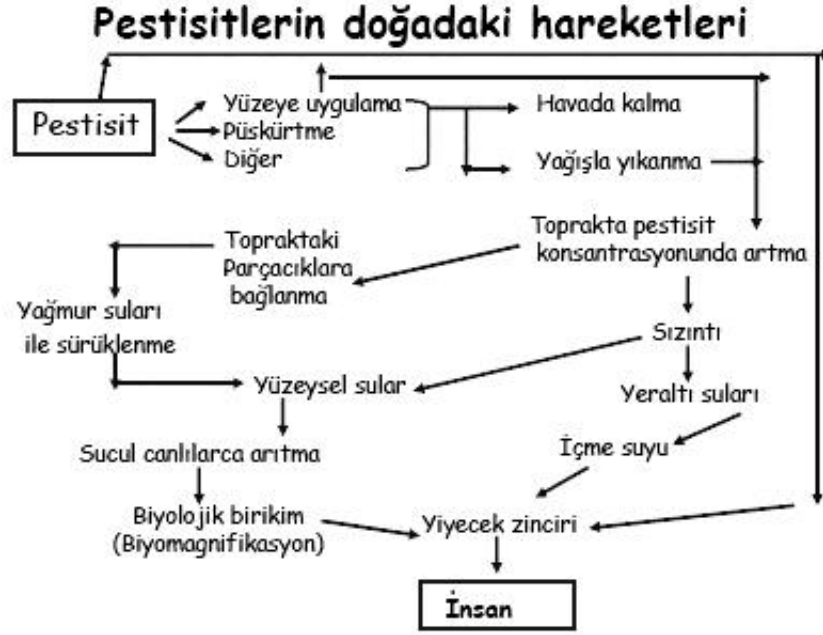 Pestisitlerin doğadaki hareketleri
Pestisit
Yüzeye uygulama
Püskürtme
Diğer
Havada kalma
Yağışla yıkanma
Toprakta pestisit
konsantrasyonunda artma
Topraktaki
Parçacıklara
bağlanma
Yağmur suları
ile sürüklenme
Sızıntı
Yüzeysel sular
Yeraltı suları
Sucul canlılarca arıtma
İçme suyu
Biyolojik birikim
(Biyomagnifikasyon)
Yiyecek zinciri
İnsan